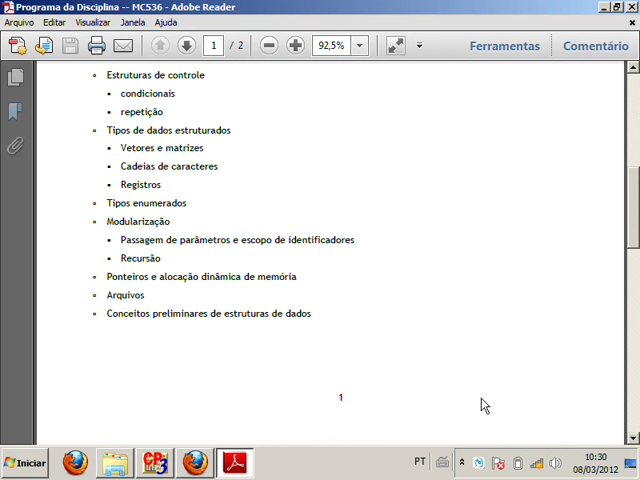 Programa da Disciplina -- MC536 - Adobe Reader
Arquivo Editar Visualizar Janela Ajuda
1 / 2 92,5% Ferramentas Comentário
Estruturas de controle
condicionais
repetição
Tipos de dados estruturados
Vetores e matrizes
Cadeias de caracteres
Registros
Tipos enumerados
Modularização
Passagem de parâmetros e escopo de identificadores
Recursão
Ponteiros e alocação dinâmica de memória
Arquivos
Conceitos preliminares de estruturas de dados
1
Iniciar
PT
10:30
08/03/2012